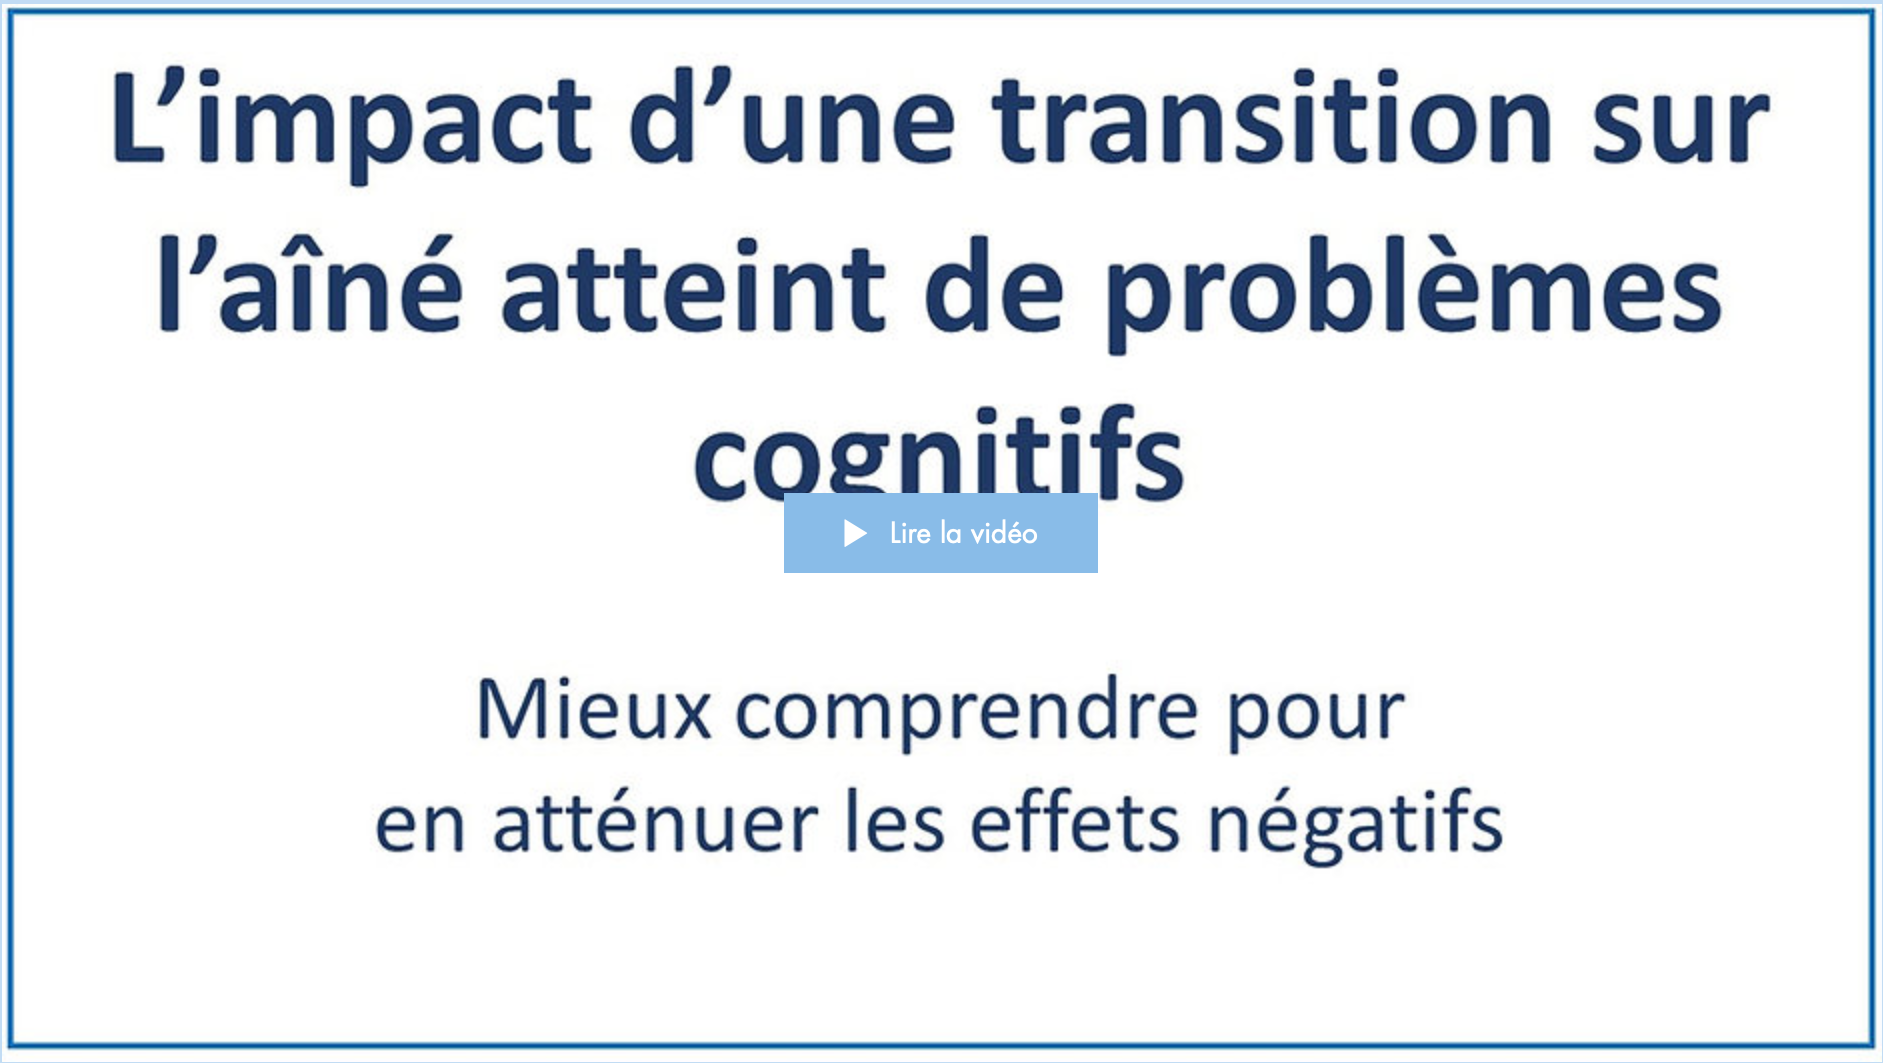 L’impact d’une transition sur
l’aîné atteint de problèmes
cognitifs
Lire la vidéo
Mieux comprendre pour
en atténuer les effets négatifs